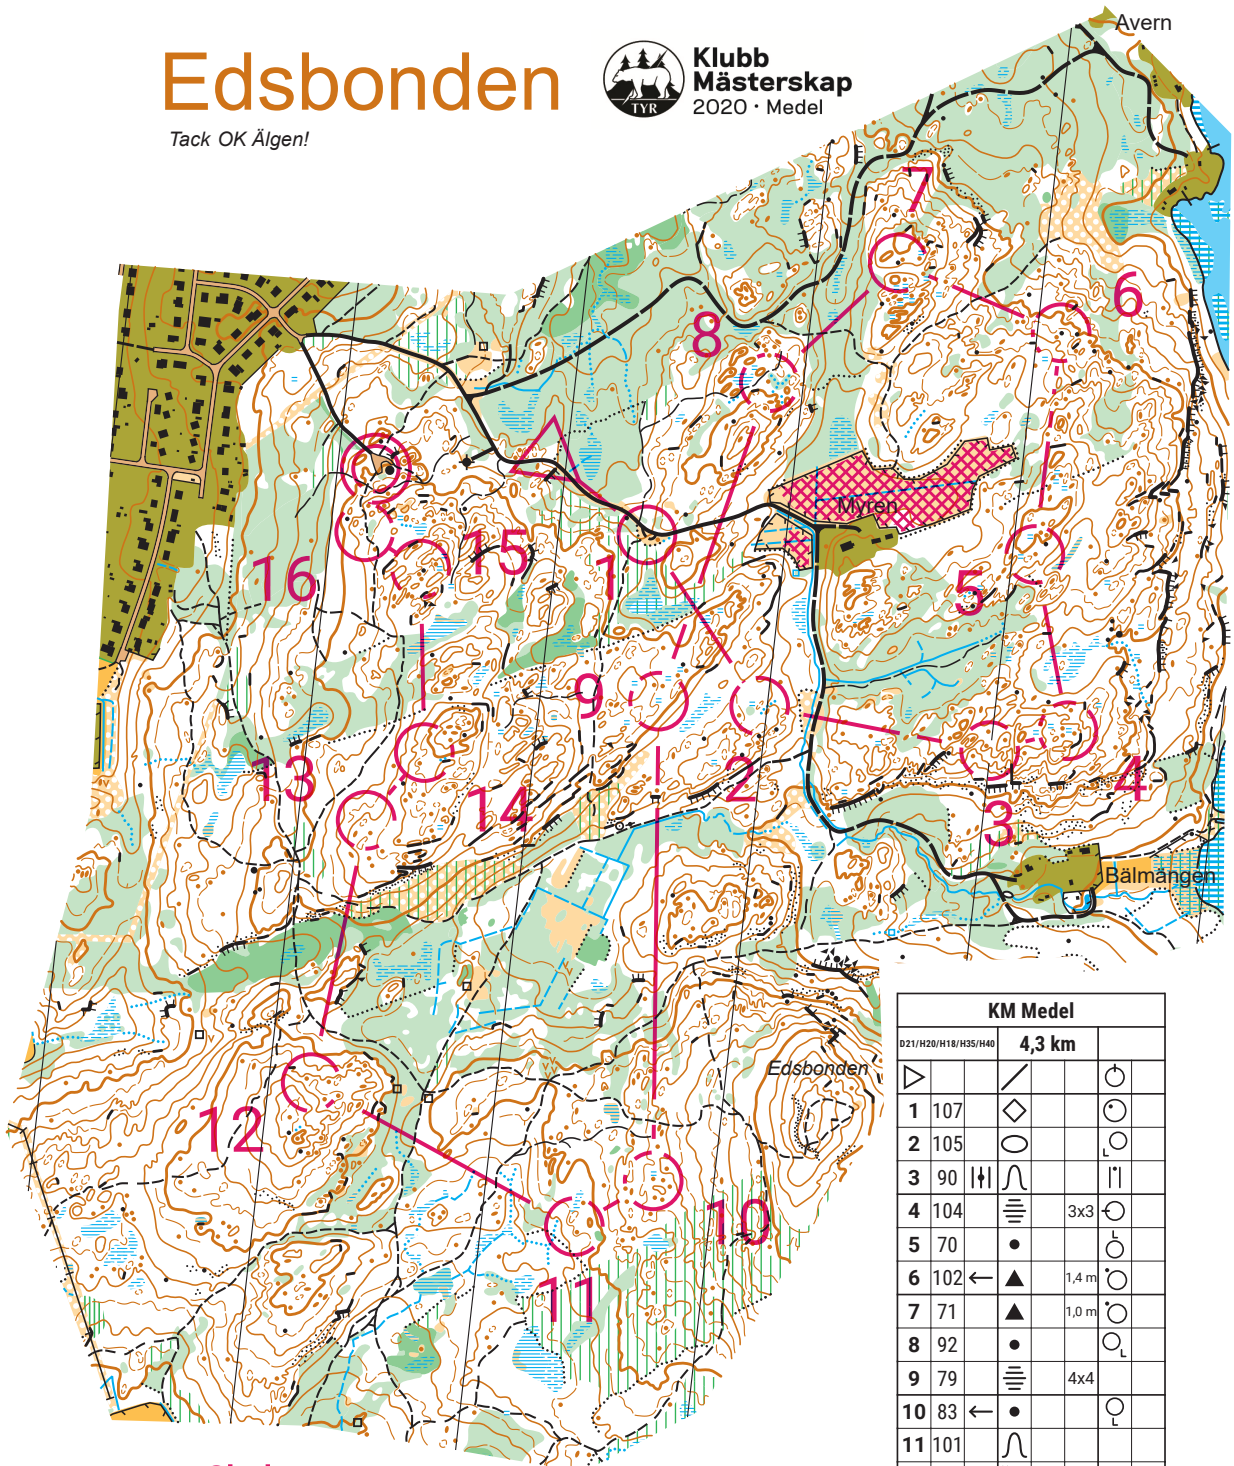 Edsbonden
Tack OK Älgen!
TYR
Klubb
Mästerskap
2020 · Medel
Avern
7
6
8
Myren
15
16
1
5
9
13
14
2
4
3
Bälmängen
Edsbonden
12
10
11
KM Medel
D21/H20/H18/H35/H40 4,3 km
1 107
2 105
3 90
4 104 3x3
5 70
6 102 1,4 m
7 71 1,0 m
8 92
9 79 4x4
10 83
11 101